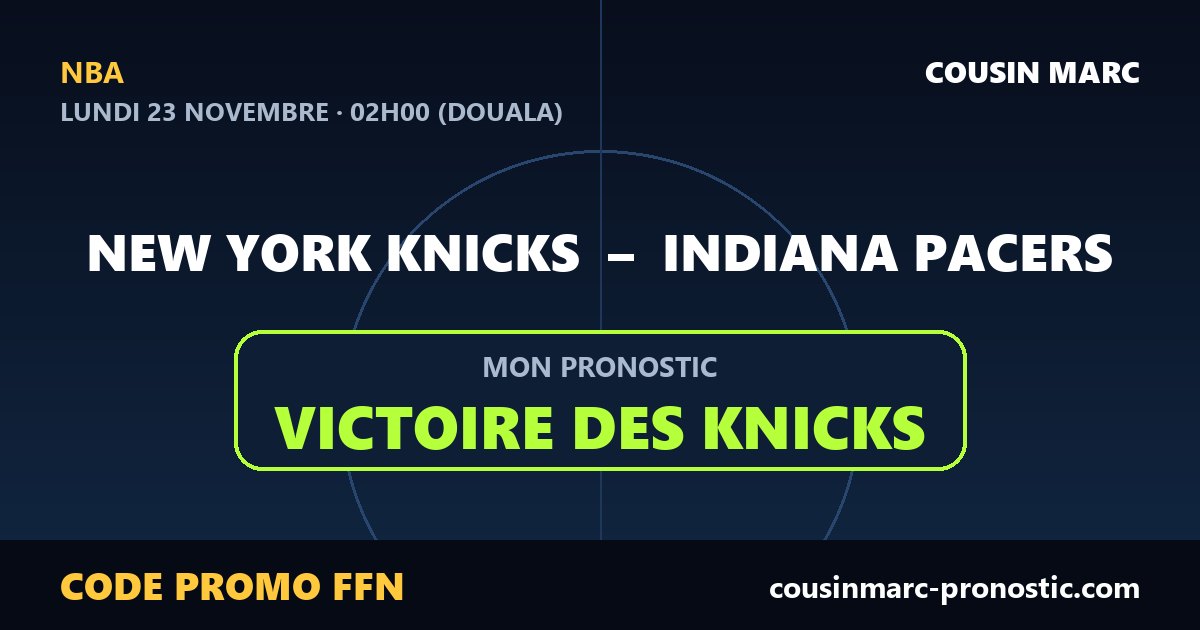 NBA
COUSIN MARC
LUNDI 23 NOVEMBRE · 02H00 (DOUALA)
NEW YORK KNICKS – INDIANA PACERS
MON PRONOSTIC
VICTOIRE DES KNICKS
CODE PROMO FFN
cousinmarc-pronostic.com